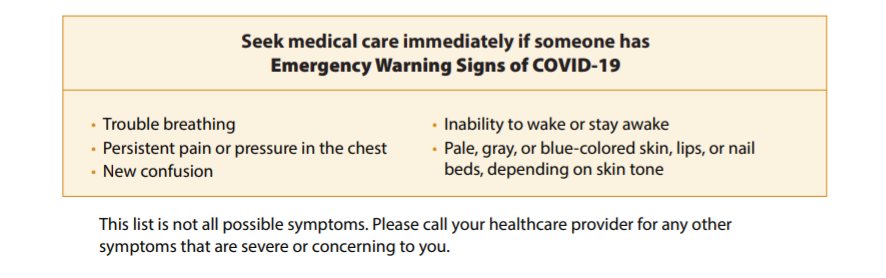 Seek medical care immediately if someone has
Emergency Warning Signs of COVID-19
• Trouble breathing
• Persistent pain or pressure in the chest
• New confusion
• Inability to wake or stay awake
• Pale, gray, or blue-colored skin, lips, or nail
beds, depending on skin tone
This list is not all possible symptoms. Please call your healthcare provider for any other
symptoms that are severe or concerning to you.